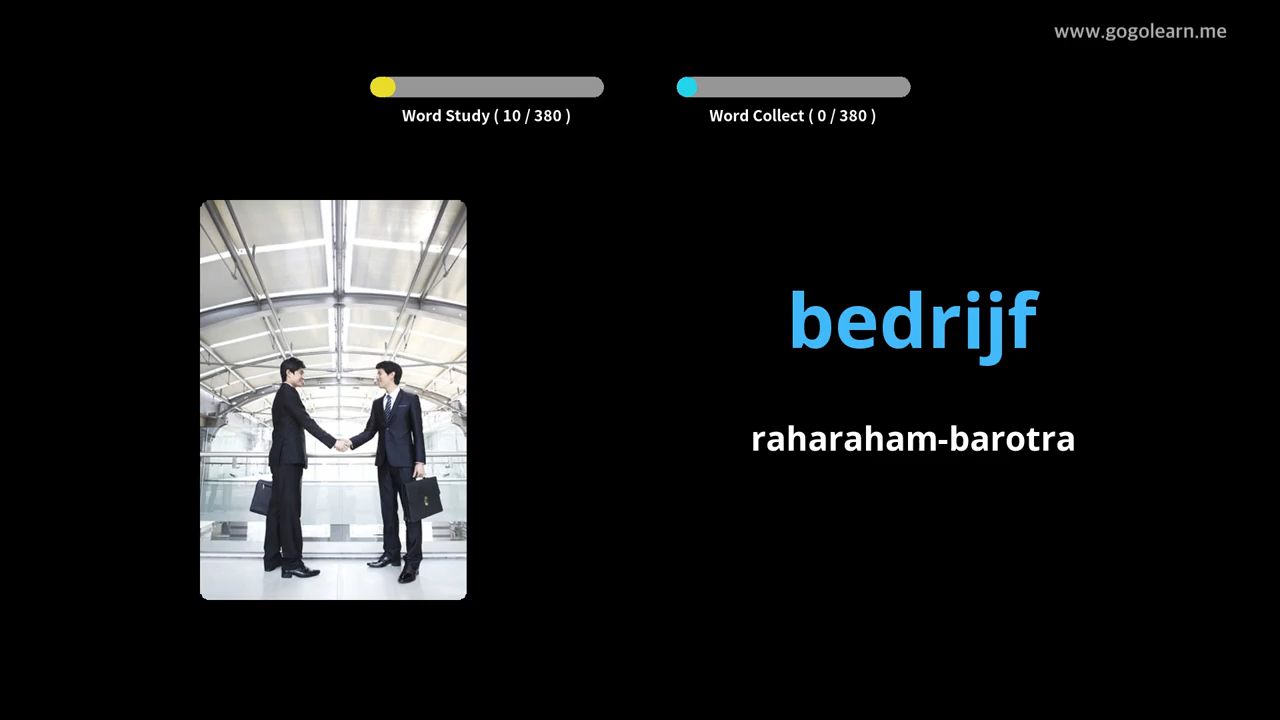 www.gogolearn.me
Word Study ( 10 / 380 )
Word Collect ( 0 / 380 )
bedrijf
raharaham-barotra